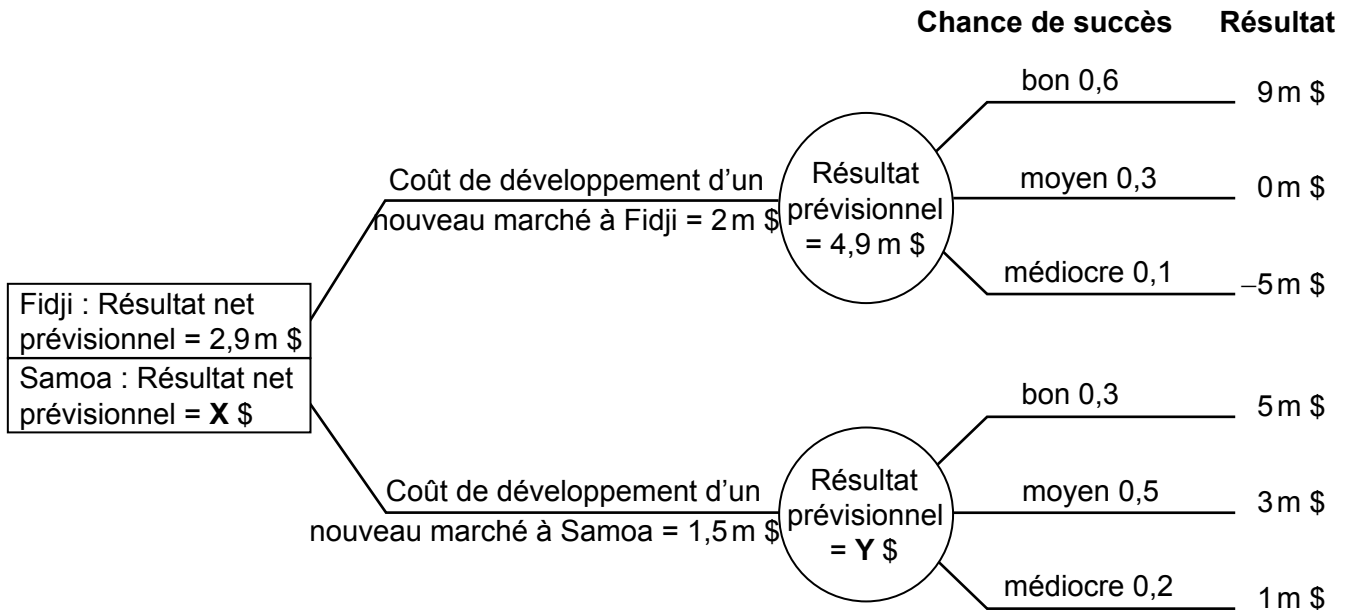 Chance de succès Résultat
bon 0,6 9 m $
Coût de développement d'un
nouveau marché à Fidji = 2 m $
Résultat
prévisionnel
= 4,9 m $
moyen 0,3 0 m $
médiocre 0,1 –5 m $
Fidji : Résultat net
prévisionnel = 2,9 m $
Samoa : Résultat net
prévisionnel = X $
bon 0,3 5 m $
Coût de développement d'un
nouveau marché à Samoa = 1,5 m $
Résultat
prévisionnel
= Y $
moyen 0,5 3 m $
médiocre 0,2 1 m $